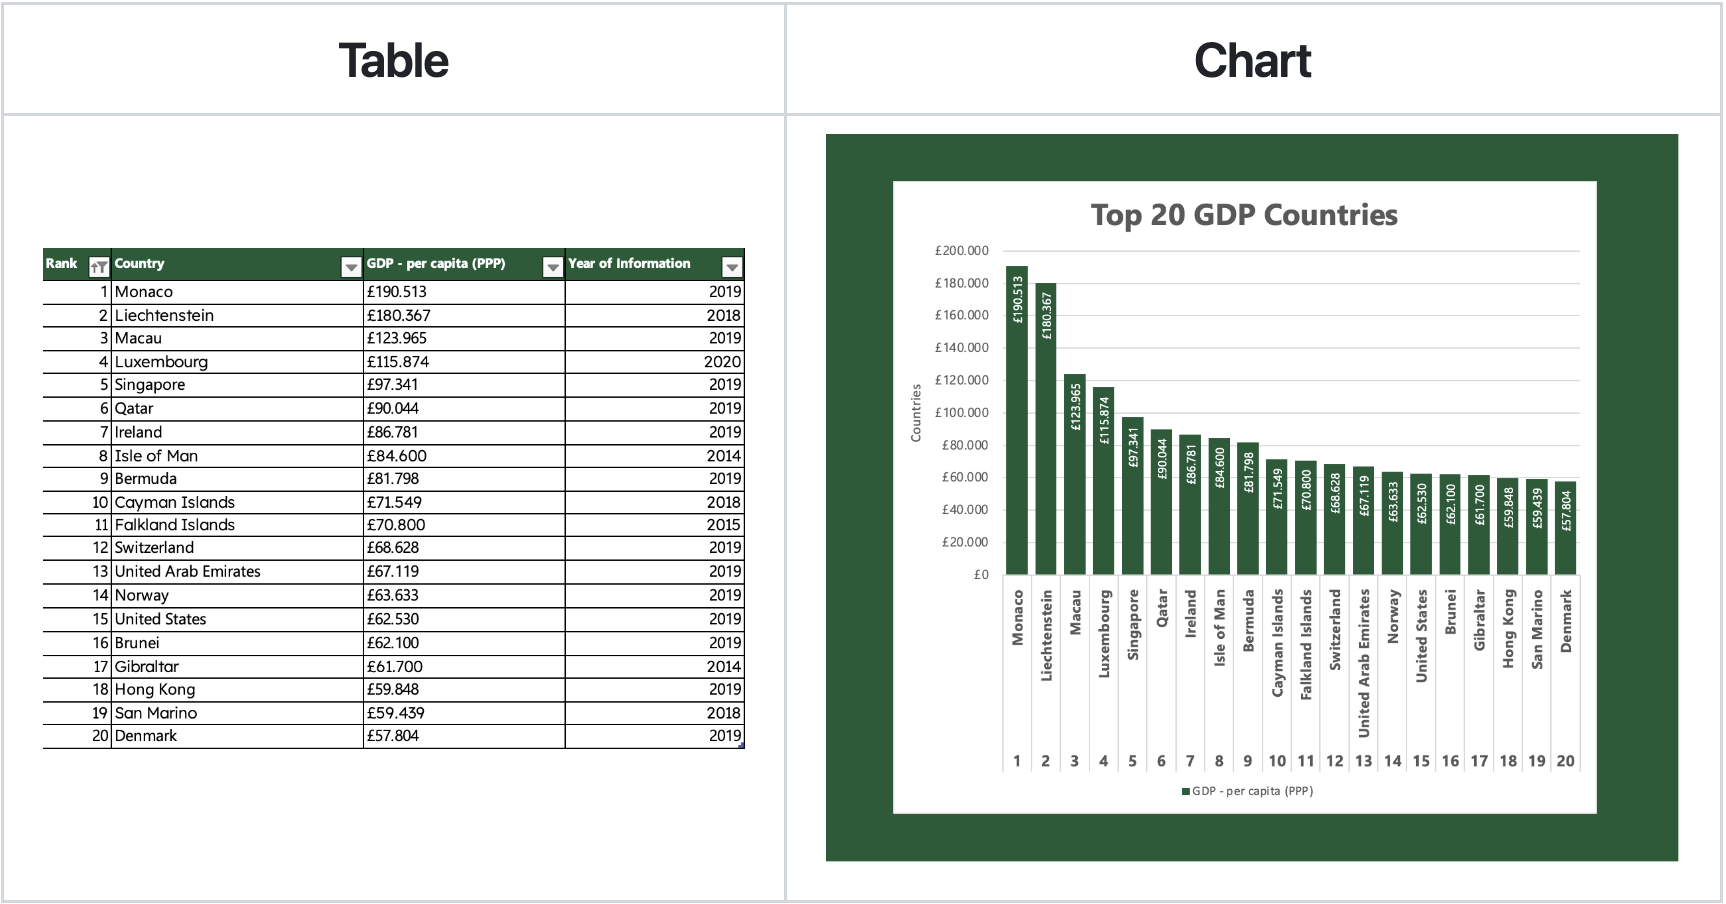 Table
Chart
Rank Country GDP - per capita (PPP) Year of Information
1 Monaco £190.513 2019
2 Liechtenstein £180.367 2018
3 Macau £123.965 2019
4 Luxembourg £115.874 2020
5 Singapore £97.341 2019
6 Qatar £90.044 2019
7 Ireland £86.781 2019
8 Isle of Man £84.600 2014
9 Bermuda £81.798 2019
10 Cayman Islands £71.549 2018
11 Falkland Islands £70.800 2015
12 Switzerland £68.628 2019
13 United Arab Emirates £67.119 2019
14 Norway £63.633 2019
15 United States £62.530 2019
16 Brunei £62.100 2019
17 Gibraltar £61.700 2014
18 Hong Kong £59.848 2019
19 San Marino £59.439 2018
20 Denmark £57.804 2019
Top 20 GDP Countries
Countries
£200.000
£180.000
£160.000
£140.000
£120.000
£100.000
£80.000
£60.000
£40.000
£20.000
£0
£190.513
£180.367
£123.965
£115.874
£97.341
£90.044
£86.781
£84.600
£81.798
£71.549
£70.800
£68.628
£67.119
£63.633
£62.530
£62.100
£61.700
£59.848
£59.439
£57.804
Monaco
Liechtenstein
Macau
Luxembourg
Singapore
Qatar
Ireland
Isle of Man
Bermuda
Cayman Islands
Falkland Islands
Switzerland
United Arab Emirates
Norway
United States
Brunei
Gibraltar
Hong Kong
San Marino
Denmark
1 2 3 4 5 6 7 8 9 10 11 12 13 14 15 16 17 18 19 20
GDP - per capita (PPP)